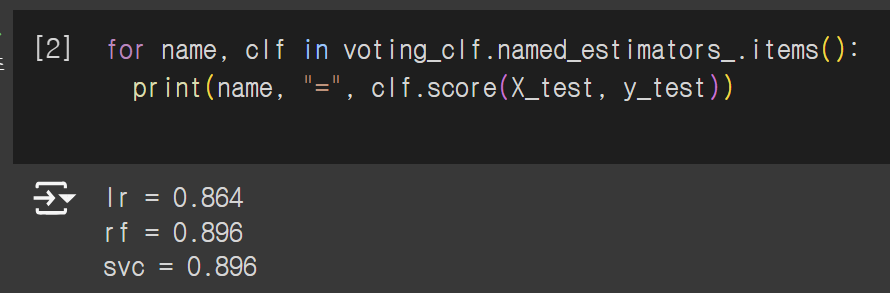 [2] for name, clf in voting_clf.named_estimators_.items():
print(name, "=", clf.score(X_test, y_test))
lr = 0.864
rf = 0.896
svc = 0.896